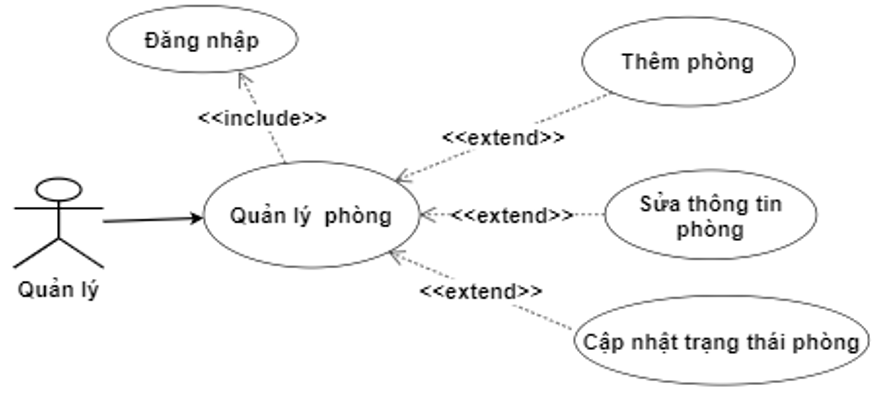 Đăng nhập
Thêm phòng
<<include>>
<<extend>>
Quản lý phòng
<<extend>>
Sửa thông tin
phòng
Quản lý
<<extend>>
Cập nhật trạng thái phòng